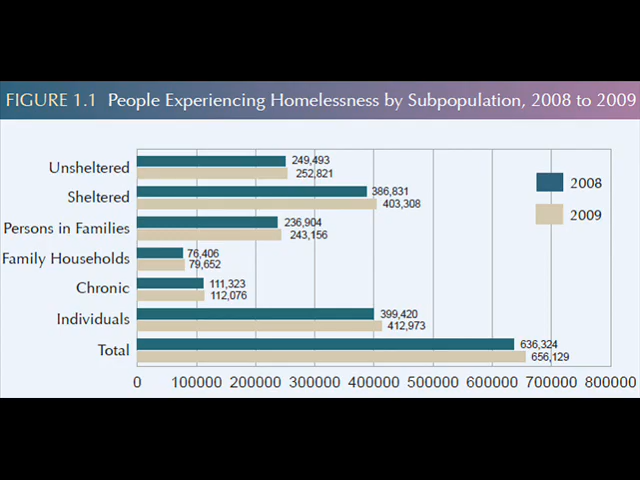 FIGURE 1.1 People Experiencing Homelessness by Subpopulation, 2008 to 2009
Unsheltered 249,493
252,821
Sheltered 386,831
403,308
Persons in Families 236,904
243,156
Family Households 76,406
79,652
Chronic 111,323
112,076
Individuals 399,420
412,973
Total 636,324
656,129
2008
2009
0 100000 200000 300000 400000 500000 600000 700000 800000